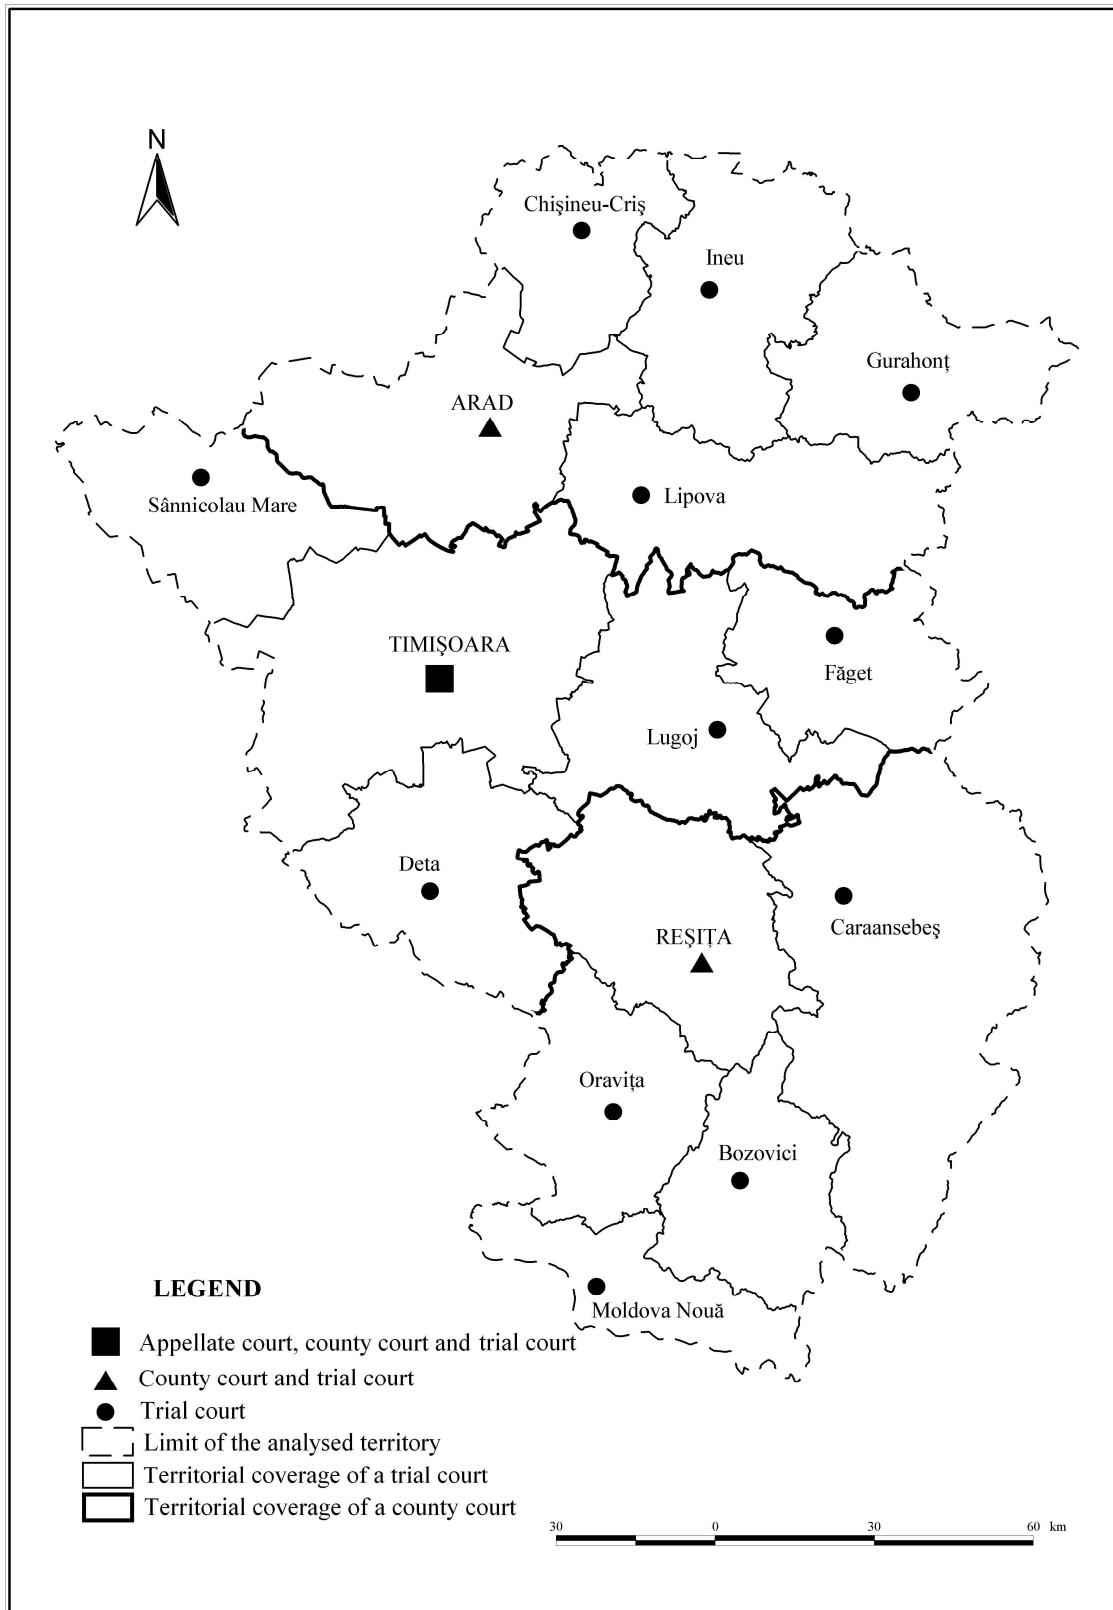 N
Chişineu-Criş
Ineu
Gurahonț
ARAD
Sânnicolau Mare
Lipova
TIMIŞOARA
Făget
Lugoj
Deta
Caraansebeş
REŞIȚA
Oravița
Bozovici
Moldova Nouă
LEGEND
Appellate court, county court and trial court
County court and trial court
Trial court
Limit of the analysed territory
Territorial coverage of a trial court
Territorial coverage of a county court
30 0 30 60 km